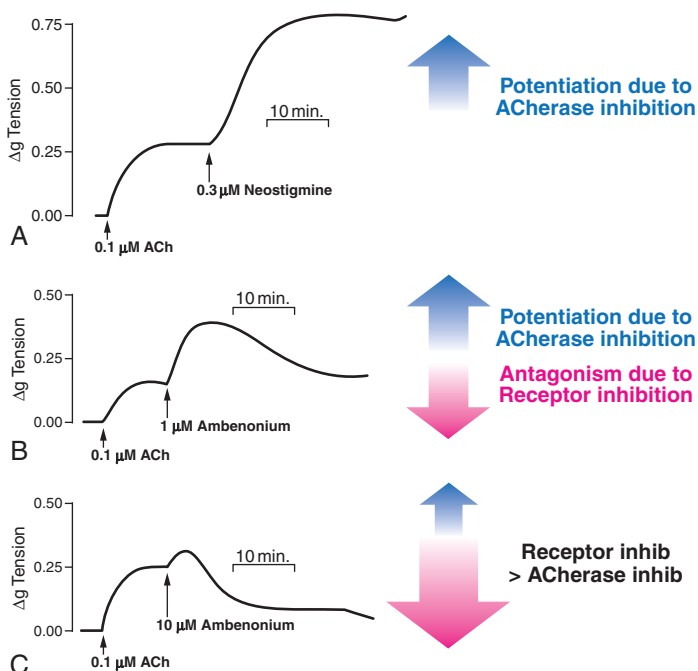 0.75
0.50
0.25
0.00
Δg Tension
10 min.
0.3 μM Neostigmine
0.1 μM ACh
A
Potentiation due to
ACherase inhibition
0.50
0.25
0.00
Δg Tension
10 min.
1 μM Ambenonium
0.1 μM ACh
B
Potentiation due to
ACherase inhibition
Antagonism due to
Receptor inhibition
0.50
0.25
0.00
Δg Tension
10 min.
10 μM Ambenonium
0.1 μM ACh
C
Receptor inhib
> ACherase inhib